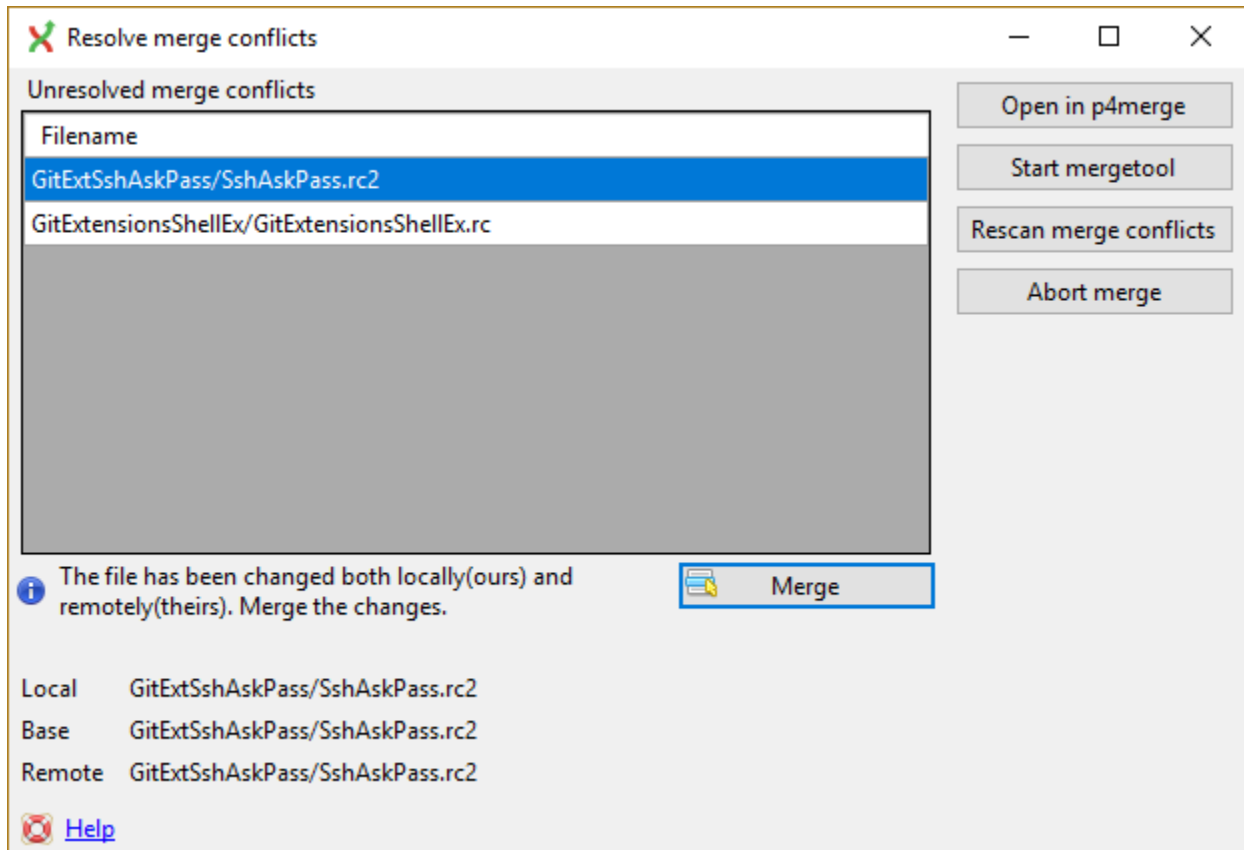 Resolve merge conflicts
Unresolved merge conflicts
Filename
GitExtSshAskPass/SshAskPass.rc2
GitExtensionsShellEx/GitExtensionsShellEx.rc
Open in p4merge
Start mergetool
Rescan merge conflicts
Abort merge
The file has been changed both locally(ours) and
remotely(theirs). Merge the changes.
Merge
Local GitExtSshAskPass/SshAskPass.rc2
Base GitExtSshAskPass/SshAskPass.rc2
Remote GitExtSshAskPass/SshAskPass.rc2
Help